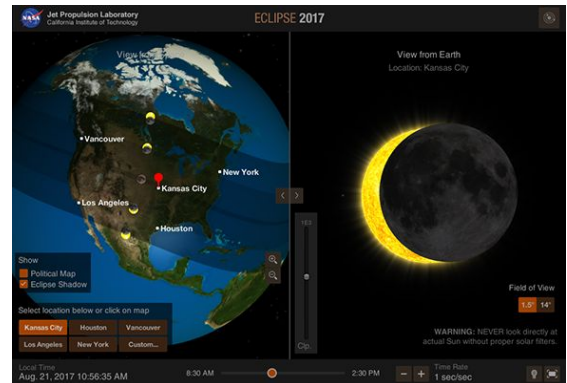 NASA
Jet Propulsion Laboratory
California Institute of Technology
ECLIPSE 2017
View from
Vancouver
New York
Kansas City
Los Angeles
Houston
Show
Political Map
Eclipse Shadow
Select location below or click on map
Kansas City Houston Vancouver
Los Angeles New York Custom...
View from Earth
Location: Kansas City
Field of View
1.5° 14°
WARNING: NEVER look directly at
actual Sun without proper solar filters.
Local Time
Aug. 21, 2017 10:56:35 AM
8:30 AM
2:30 PM
Time Rate
1 sec/sec